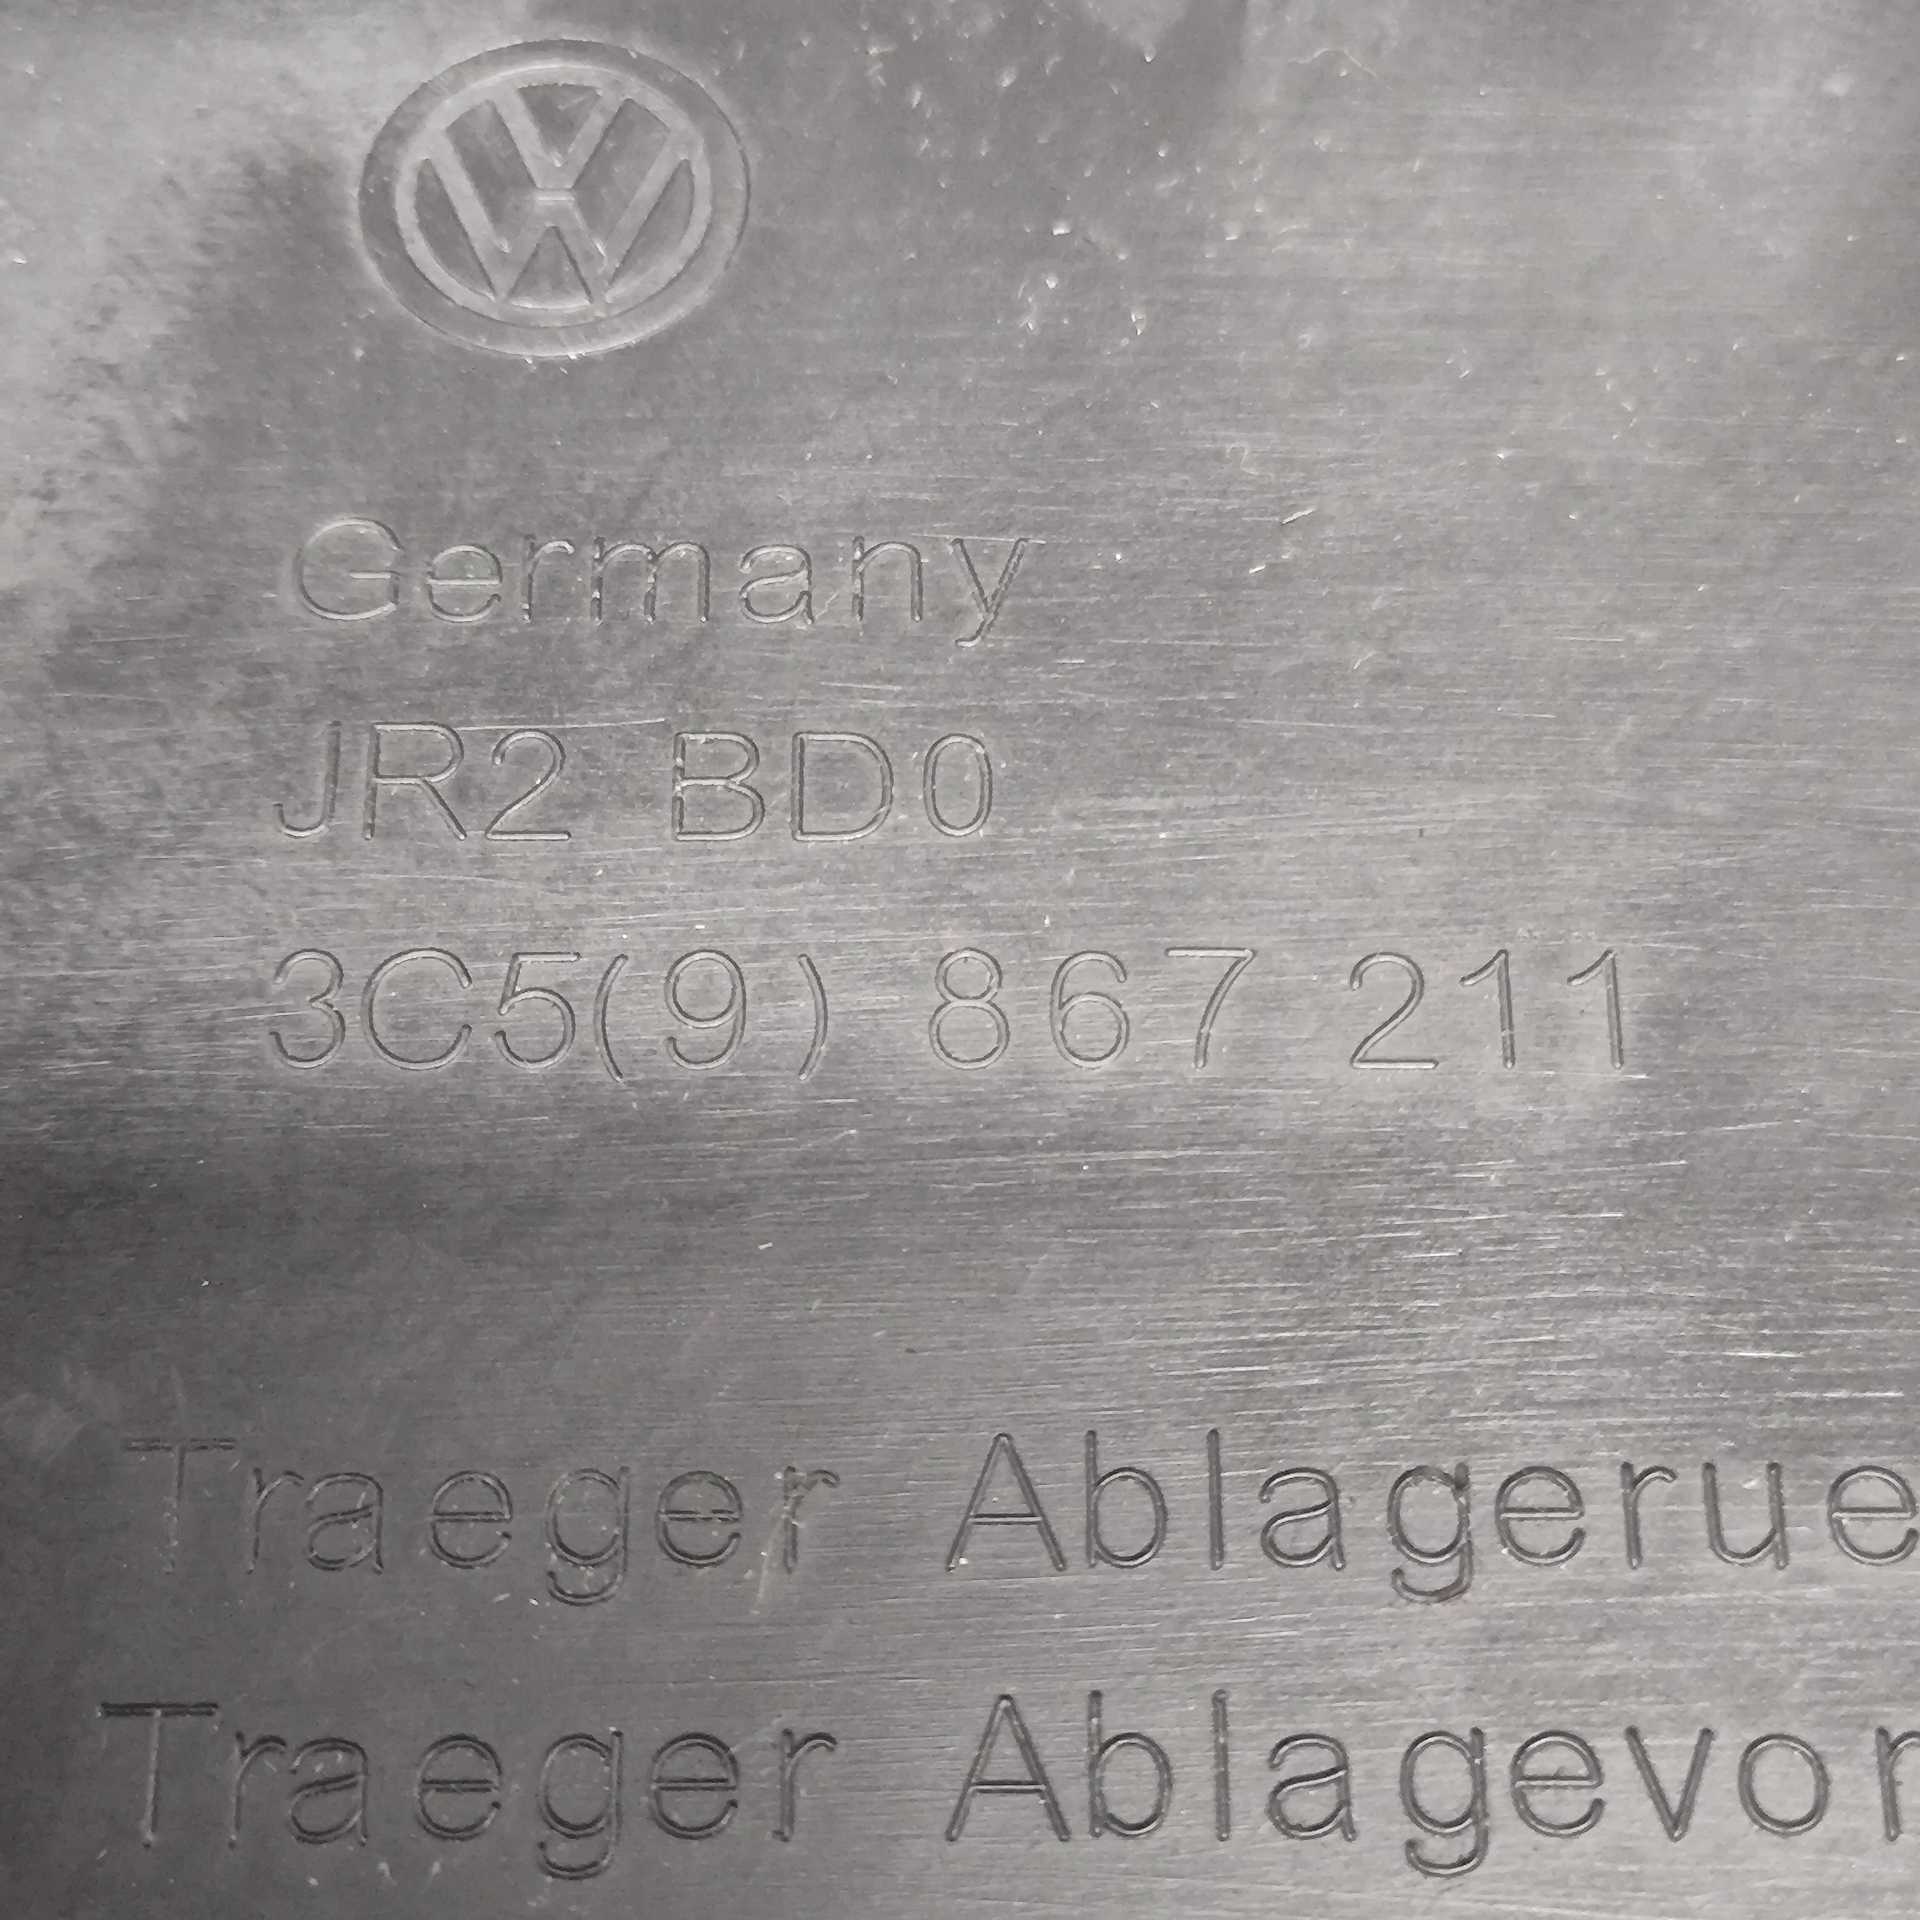 Germany
JR2 BD0
3C5(9) 867 211
Traeger Ablagerue
Traeger Ablagevor